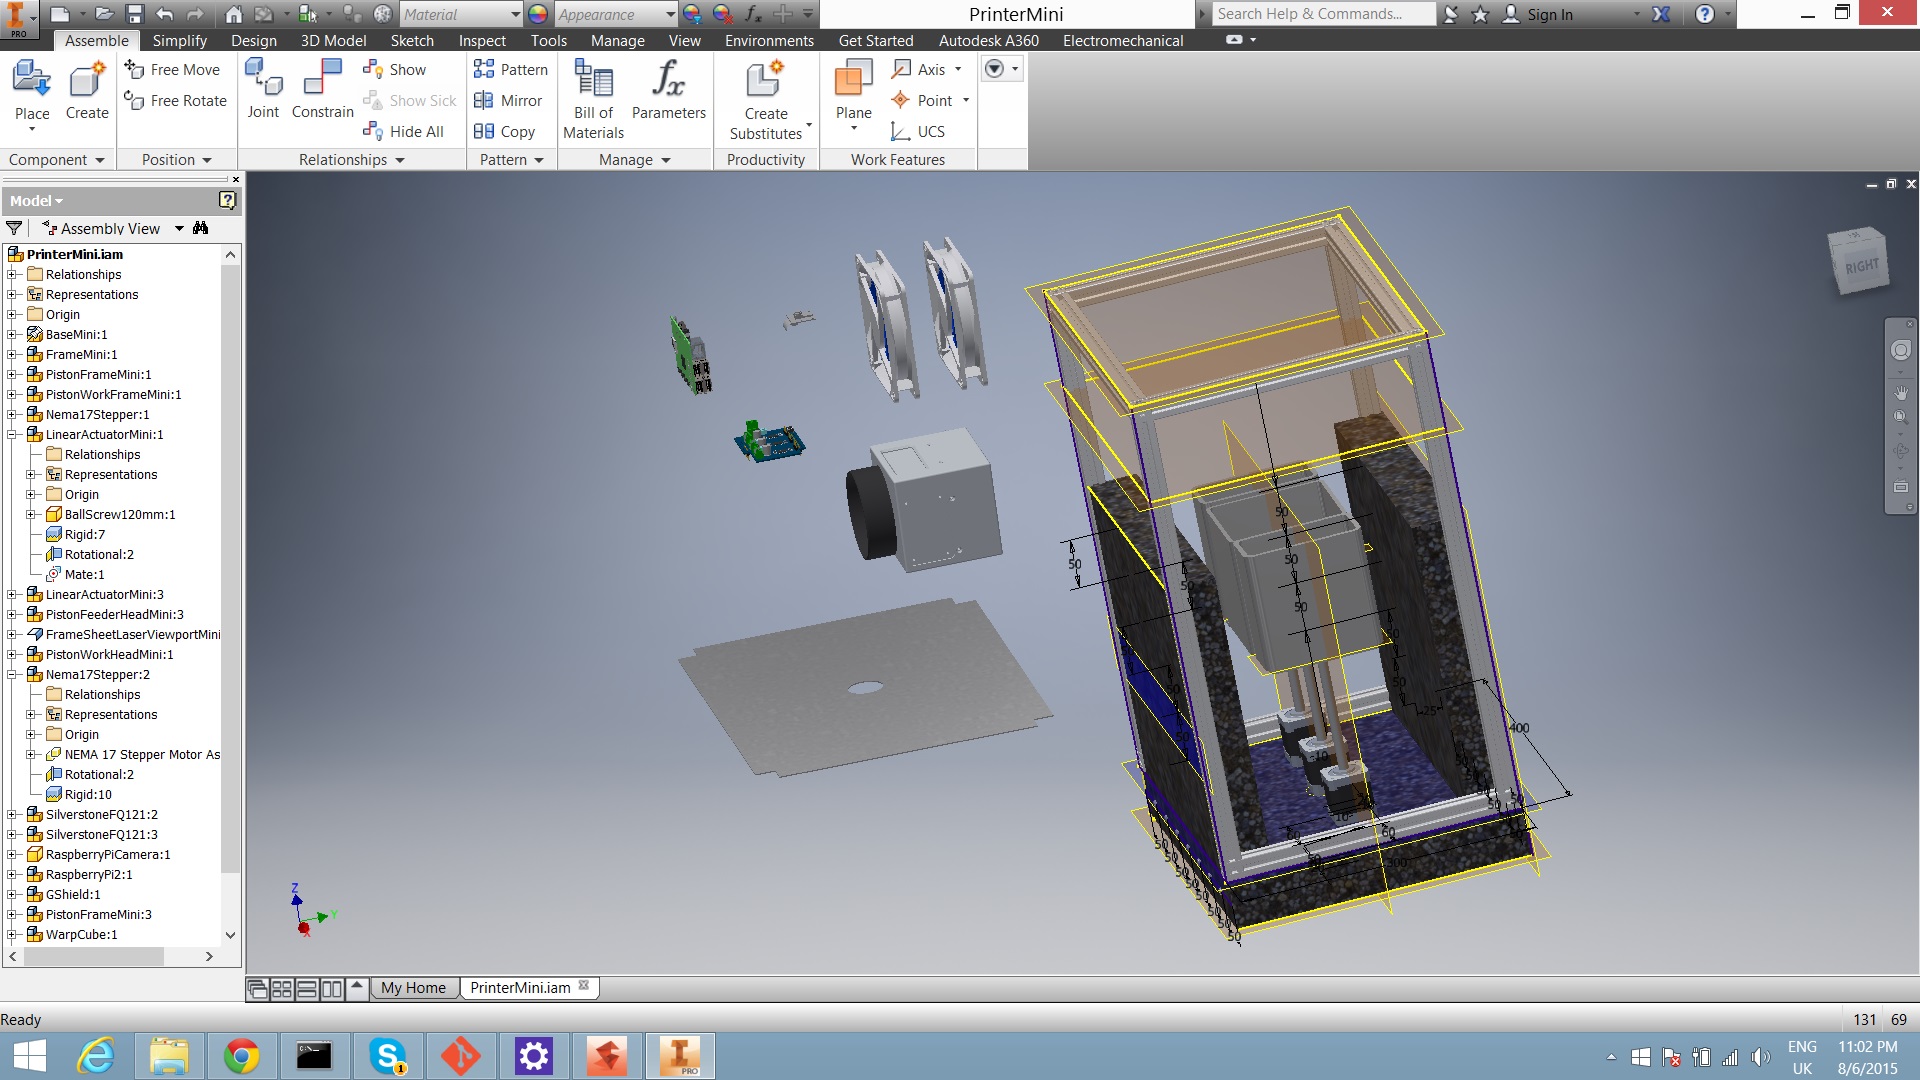 PRO
Material
Appearance
PrinterMini
Search Help & Commands...
Sign In
Assemble
Simplify
Design
3D Model
Sketch
Inspect
Tools
Manage
View
Environments
Get Started
Autodesk A360
Electromechanical
Place
Create
Free Move
Free Rotate
Joint
Constrain
Show
Show Sick
Hide All
Pattern
Mirror
Copy
Bill of
Materials
fx
Parameters
Create
Substitutes
Plane
Axis
Point
UCS
Component
Position
Relationships
Pattern
Manage
Productivity
Work Features
Model
Assembly View
PrinterMini.iam
Relationships
Representations
Origin
BaseMini:1
FrameMini:1
PistonFrameMini:1
PistonWorkFrameMini:1
Nema17Stepper:1
LinearActuatorMini:1
Relationships
Representations
Origin
BallScrew120mm:1
Rigid:7
Rotational:2
Mate:1
LinearActuatorMini:3
PistonFeederHeadMini:3
FrameSheetLaserViewportMini
PistonWorkHeadMini:1
Nema17Stepper:2
Relationships
Representations
Origin
NEMA 17 Stepper Motor As
Rotational:2
Rigid:10
SilverstoneFQ121:2
SilverstoneFQ121:3
RaspberryPiCamera:1
RaspberryPi2:1
GShield:1
PistonFrameMini:3
WarpCube:1
RIGHT
50
50
50
50
50
50
50
50
25
400
10
60
60
50
300
50
50
50
50
50
50
50
50
Z
Y
X
My Home
PrinterMini.iam
Ready
131 69
1
PRO
ENG
UK
11:02 PM
8/6/2015